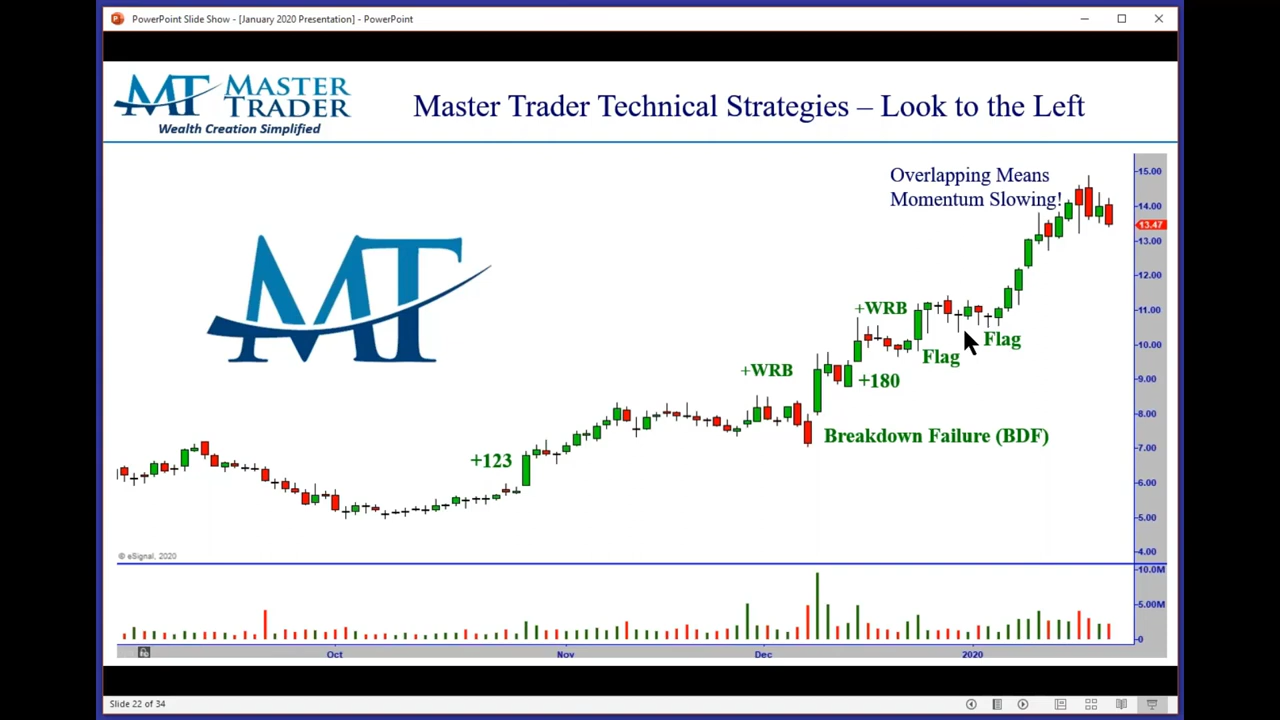 PowerPoint Slide Show - [January 2020 Presentation] - PowerPoint
MT MASTER
TRADER
Wealth Creation Simplified
Master Trader Technical Strategies – Look to the Left
Overlapping Means
Momentum Slowing!
MT
15.00
14.00
13.47
13.00
12.00
11.00
10.00
9.00
8.00
7.00
6.00
5.00
4.00
+WRB
Flag
Flag
+WRB
+180
Breakdown Failure (BDF)
+123
© eSignal, 2020
10.0M
5.00M
0
Oct Nov Dec 2020
Slide 22 of 34